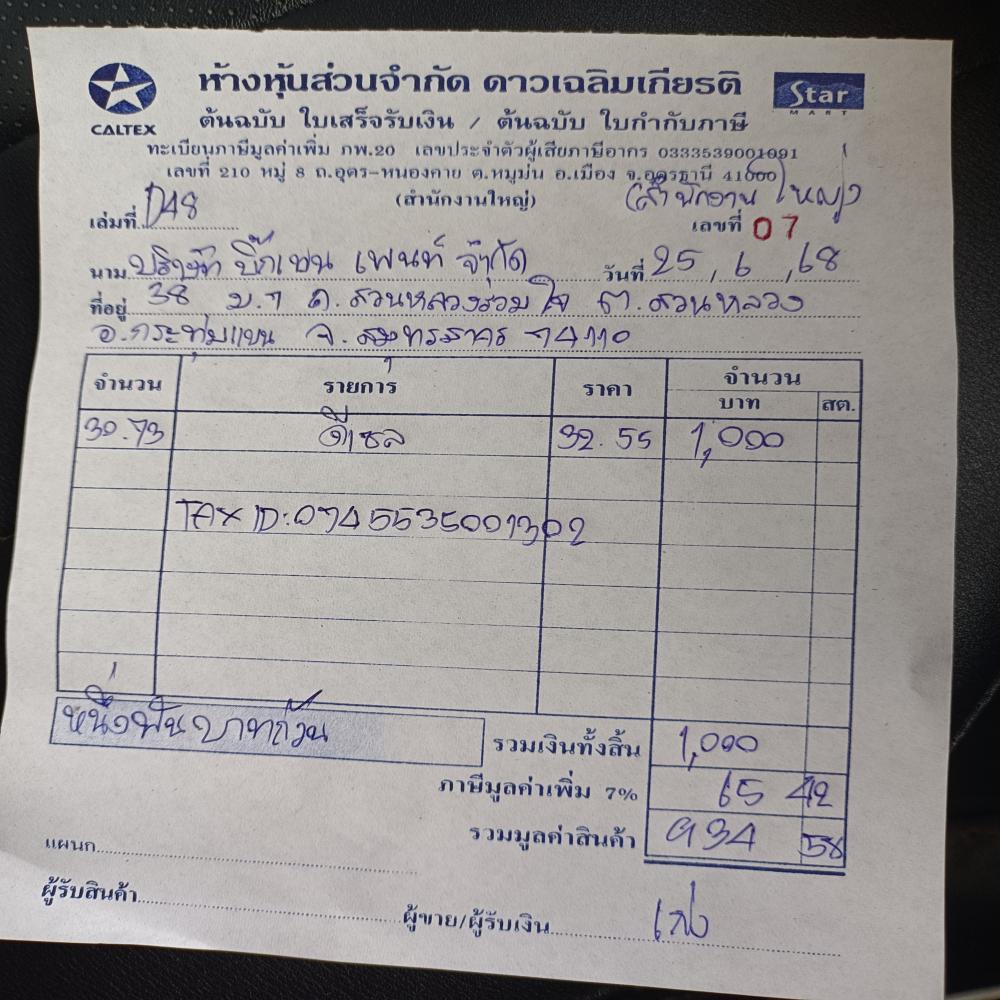 ห้างหุ้นส่วนจำกัด ดาวเฉลิมเกียรติ
CALTEX
Star
MART
ต้นฉบับ ใบเสร็จรับเงิน / ต้นฉบับ ใบกำกับภาษี
ทะเบียนภาษีมูลค่าเพิ่ม ภพ.20 เลขประจำตัวผู้เสียภาษีอากร 0333539001091
เลขที่ 210 หมู่ 8 ถ.อุดร-หนองคาย ต.หมูม่น อ.เมือง จ.อุดรธานี 41000
(สำนักงานใหญ่) สำนักงานใหญ่
เล่มที่ D48 เลขที่ 07
นาม บริษัท บิ๊กเซน เพนท์ จำกัด วันที่ 25, 6, 68
ที่อยู่ 38 ม.7 ถ.สวนหลวงร่วมใจ ต.สวนหลวง
อ.กระทุ่มแบน จ.สมุทรสาคร 74110
จำนวน รายการ ราคา จำนวน
บาท สต.
30.73 ดีเซล 32.55 1,000
TAX ID:0745535001302
หนึ่งพันบาทถ้วน
รวมเงินทั้งสิ้น 1,000
ภาษีมูลค่าเพิ่ม 7% 65 42
รวมมูลค่าสินค้า 934 58
แผนก
ผู้รับสินค้า ผู้ขาย/ผู้รับเงิน